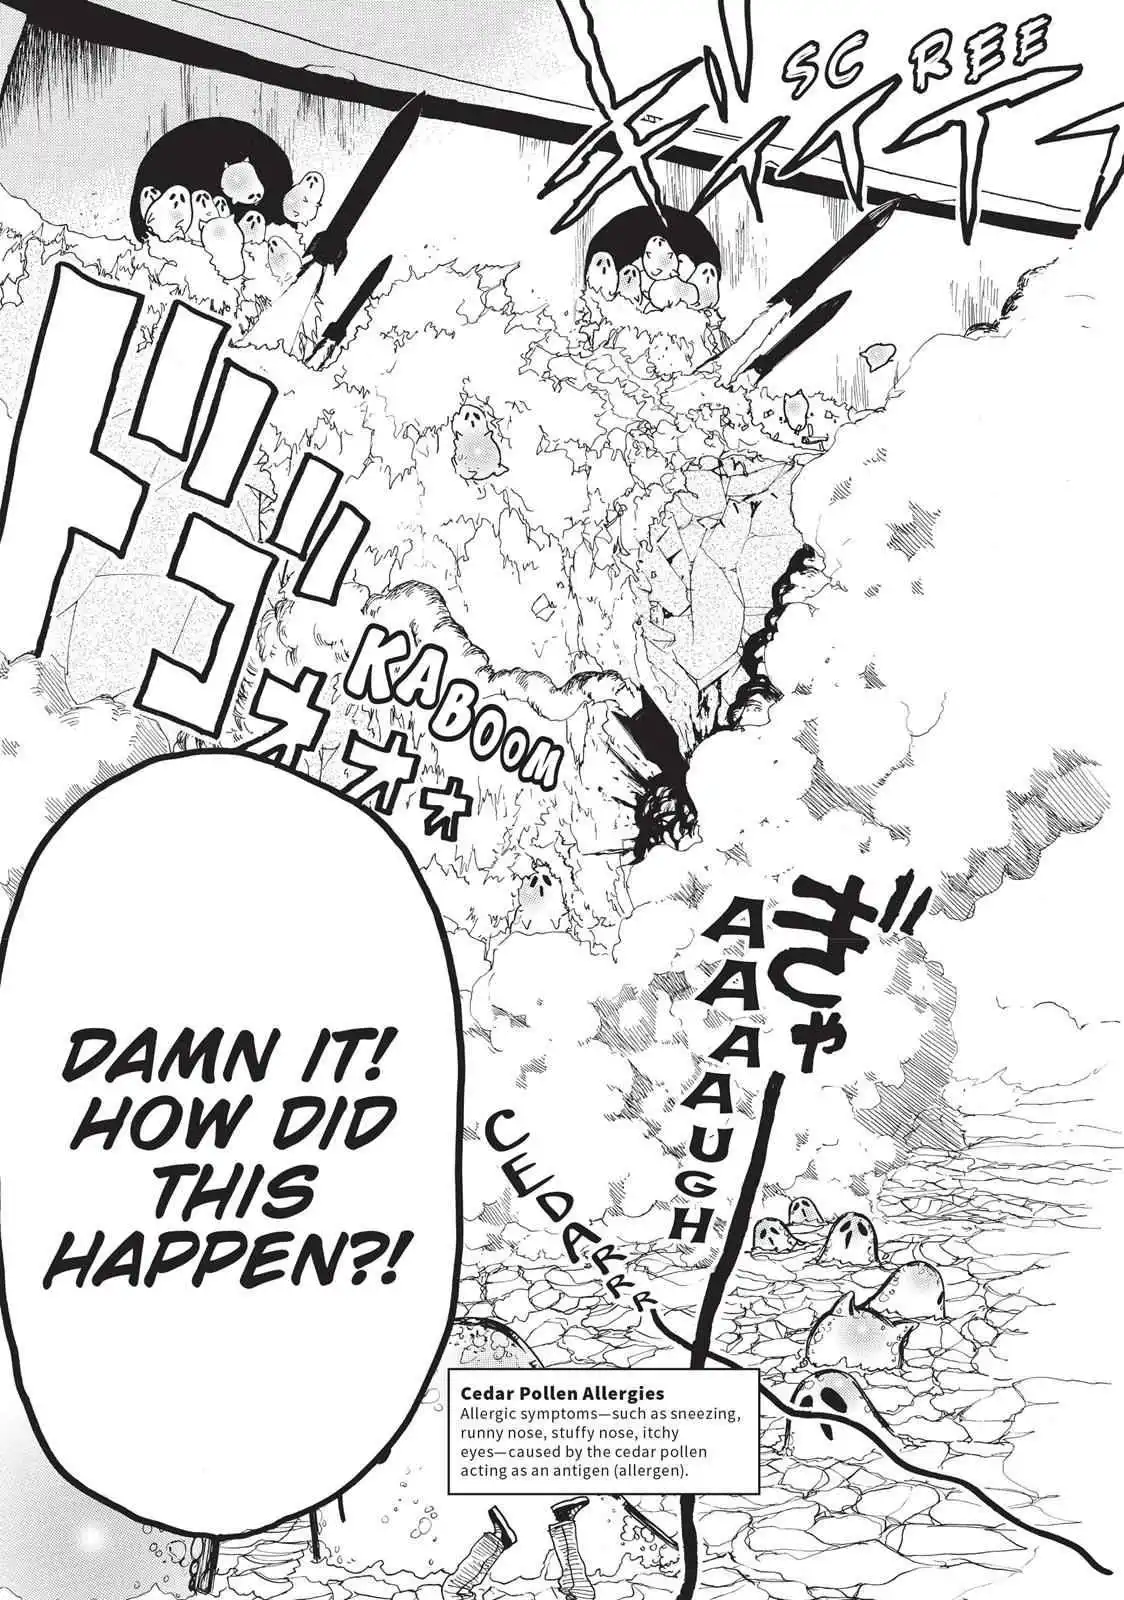 SC REE
ギィイイイ
ドゴォォォ
KABOOM
ぎゃ
AAAAUGH
DAMN IT!
HOW DID
THIS
HAPPEN?!
CEDARRRR
Cedar Pollen Allergies
Allergic symptoms—such as sneezing,
runny nose, stuffy nose, itchy
eyes—caused by the cedar pollen
acting as an antigen (allergen).